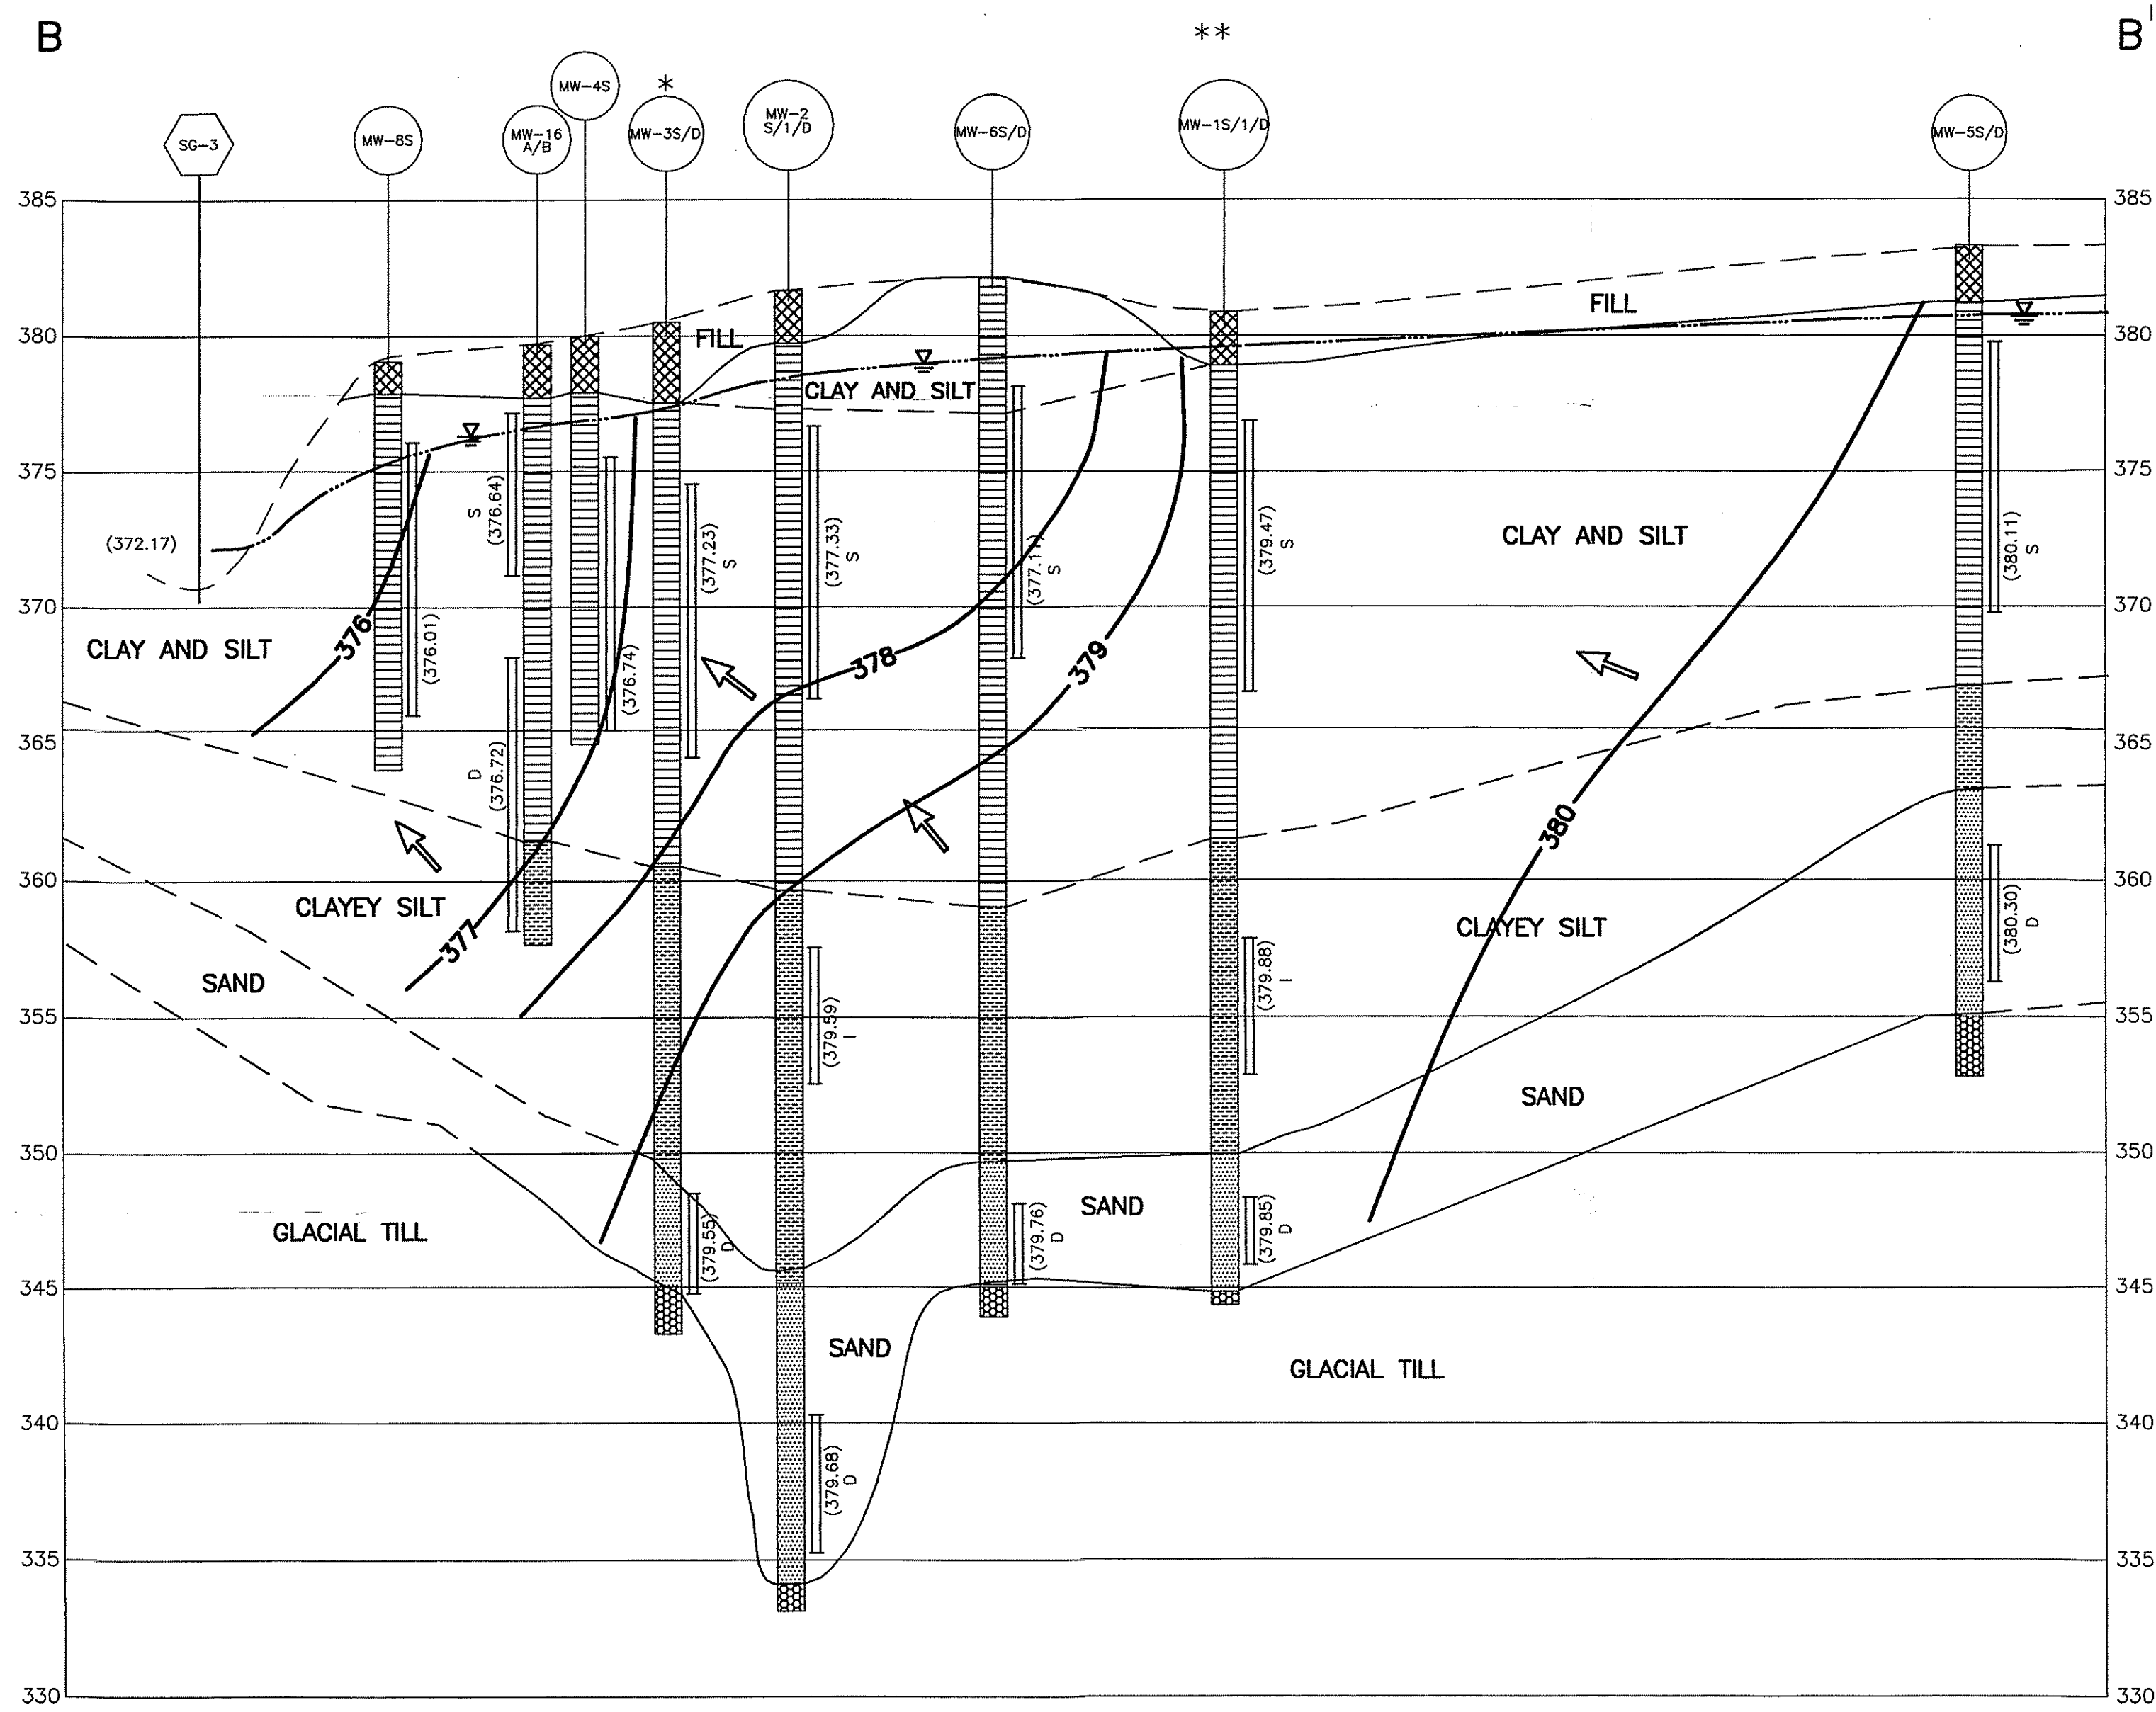 B
**
B'
MW-4S
*
SG-3
MW-8S
MW-16
A/B
MW-3S/D
MW-2
S/1/D
MW-6S/D
MW-1S/1/D
MW-5S/D
385
385
FILL
380
FILL
380
CLAY AND SILT
375
375
(376.64)
S
(377.23)
S
(377.33)
S
S
(379.47)
S
CLAY AND SILT
(380.11)
S
(372.17)
370
370
CLAY AND SILT
376
(376.01)
(376.74)
378
379
365
365
D
(376.72)
380
360
360
CLAYEY SILT
377
CLAYEY SILT
(380.30)
D
SAND
(379.59)
I
(379.88)
I
355
355
SAND
350
350
GLACIAL TILL
(379.55)
D
(379.76)
D
SAND
(379.85)
D
345
345
SAND
GLACIAL TILL
340
340
(379.68)
D
335
335
330
330